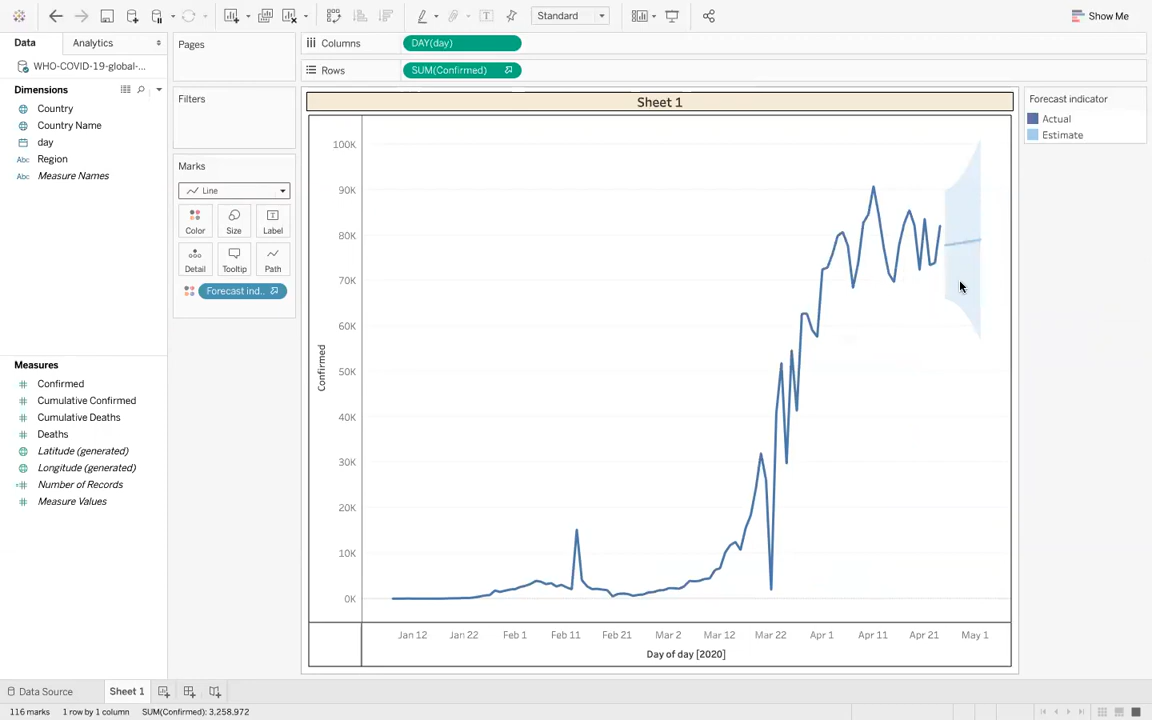 Standard
Show Me
Data
Analytics
WHO-COVID-19-global-...
Dimensions
Country
Country Name
day
Abc Region
Abc Measure Names
Measures
Confirmed
Cumulative Confirmed
Cumulative Deaths
Deaths
Latitude (generated)
Longitude (generated)
Number of Records
Measure Values
Pages
Filters
Marks
Line
Color Size Label
Detail Tooltip Path
Forecast ind..
Columns DAY(day)
Rows SUM(Confirmed)
Sheet 1
Confirmed
100K
90K
80K
70K
60K
50K
40K
30K
20K
10K
0K
Jan 12 Jan 22 Feb 1 Feb 11 Feb 21 Mar 2 Mar 12 Mar 22 Apr 1 Apr 11 Apr 21 May 1
Day of day [2020]
Forecast indicator
Actual
Estimate
Data Source Sheet 1
116 marks 1 row by 1 column SUM(Confirmed): 3,258,972